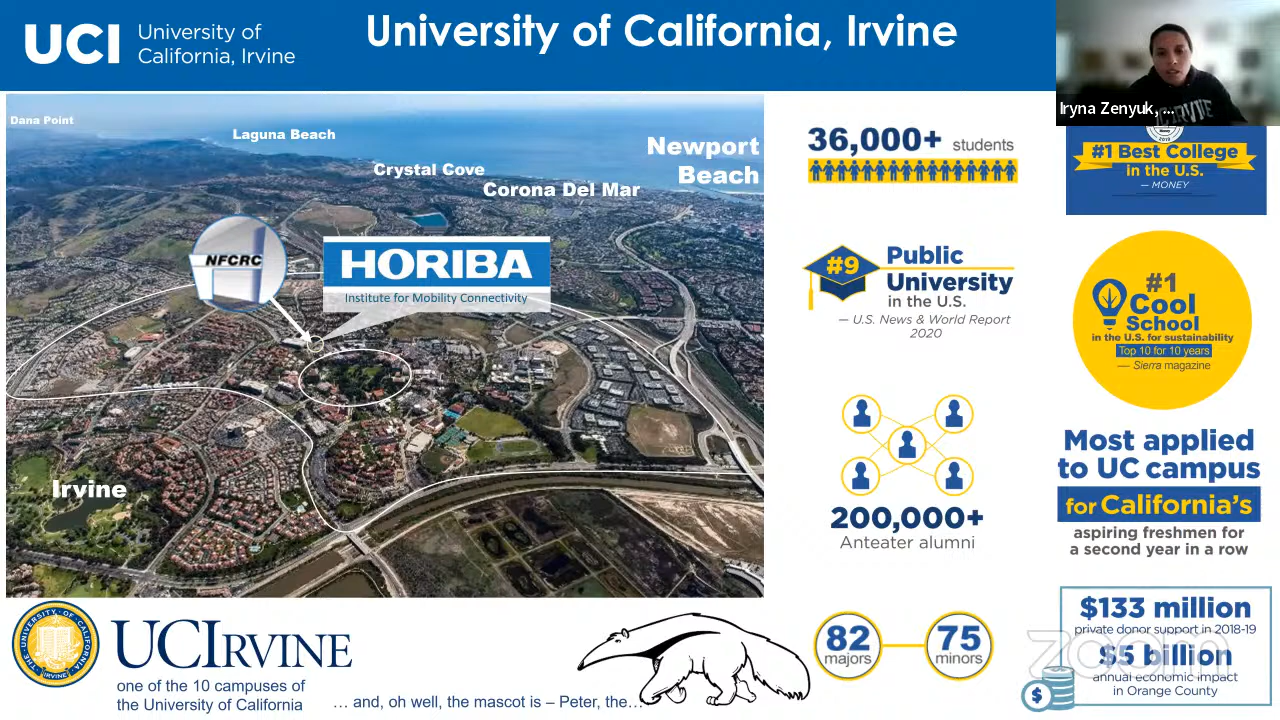 UCI
University of
California, Irvine
University of California, Irvine
Iryna Zenyuk, ...
Dana Point
Laguna Beach
Crystal Cove
Corona Del Mar
Newport
Beach
NFCRC
HORIBA
Institute for Mobility Connectivity
Irvine
36,000+ students
#9
Public
University
in the U.S.
— U.S. News & World Report
2020
200,000+
Anteater alumni
82
majors
75
minors
#1 Best College
in the U.S.
— MONEY
#1
Cool
School
in the U.S. for sustainability
Top 10 for 10 years
— Sierra magazine
Most applied
to UC campus
for California's
aspiring freshmen for
a second year in a row
$133 million
private donor support in 2018-19
$5 billion
annual economic impact
in Orange County
$
zoom
UCIRVINE
one of the 10 campuses of
the University of California
… and, oh well, the mascot is – Peter, the…